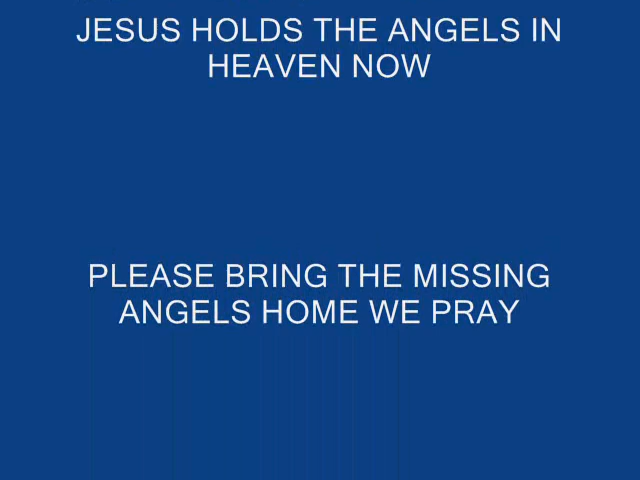 JESUS HOLDS THE ANGELS IN
HEAVEN NOW
PLEASE BRING THE MISSING
ANGELS HOME WE PRAY